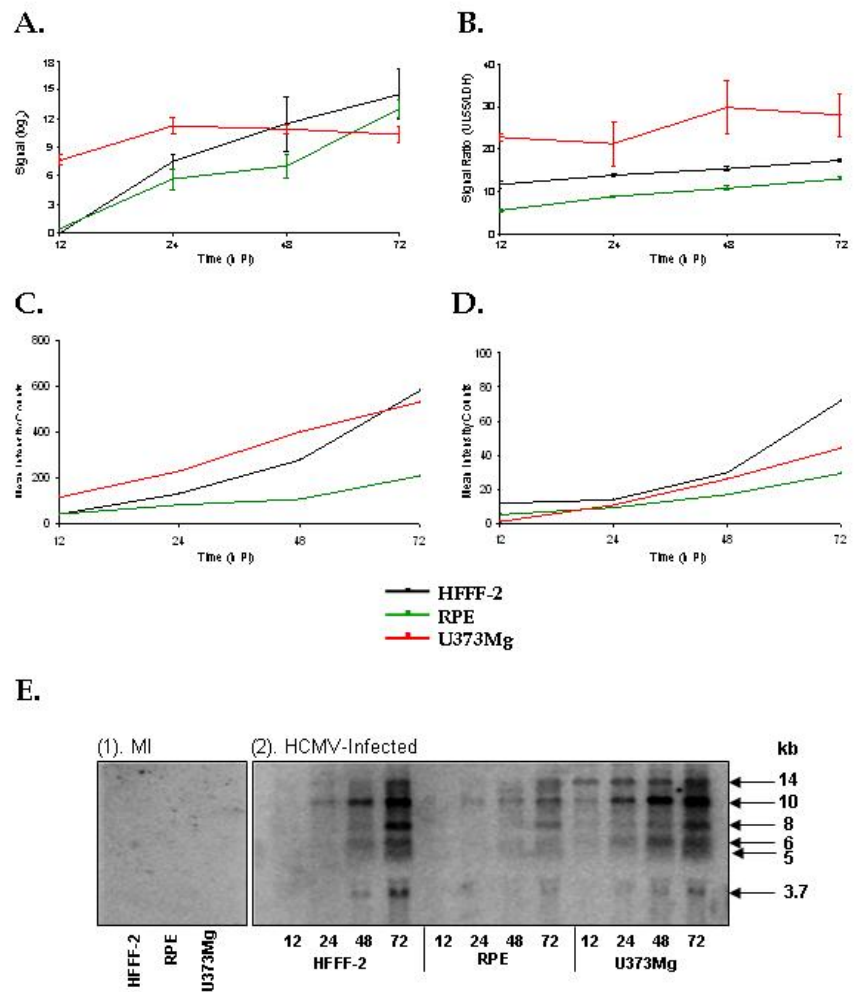 A.
B.
18
15
12
9
6
3
0
Signal (log2)
12 24 48 72
Time (h PI)
40
30
20
10
0
Signal Ratio (UL55/LDH)
12 24 48 72
Time (h PI)
C.
D.
800
600
400
200
0
Mean Intensity/Counts
12 24 48 72
Time (h PI)
100
80
60
40
20
0
Mean Intensity/Counts
12 24 48 72
Time (h PI)
HFFF-2
RPE
U373Mg
E.
(1). MI
(2). HCMV-Infected
kb
14
10
8
6
5
3.7
HFFF-2
RPE
U373Mg
12 24 48 72 12 24 48 72 12 24 48 72
HFFF-2 RPE U373Mg